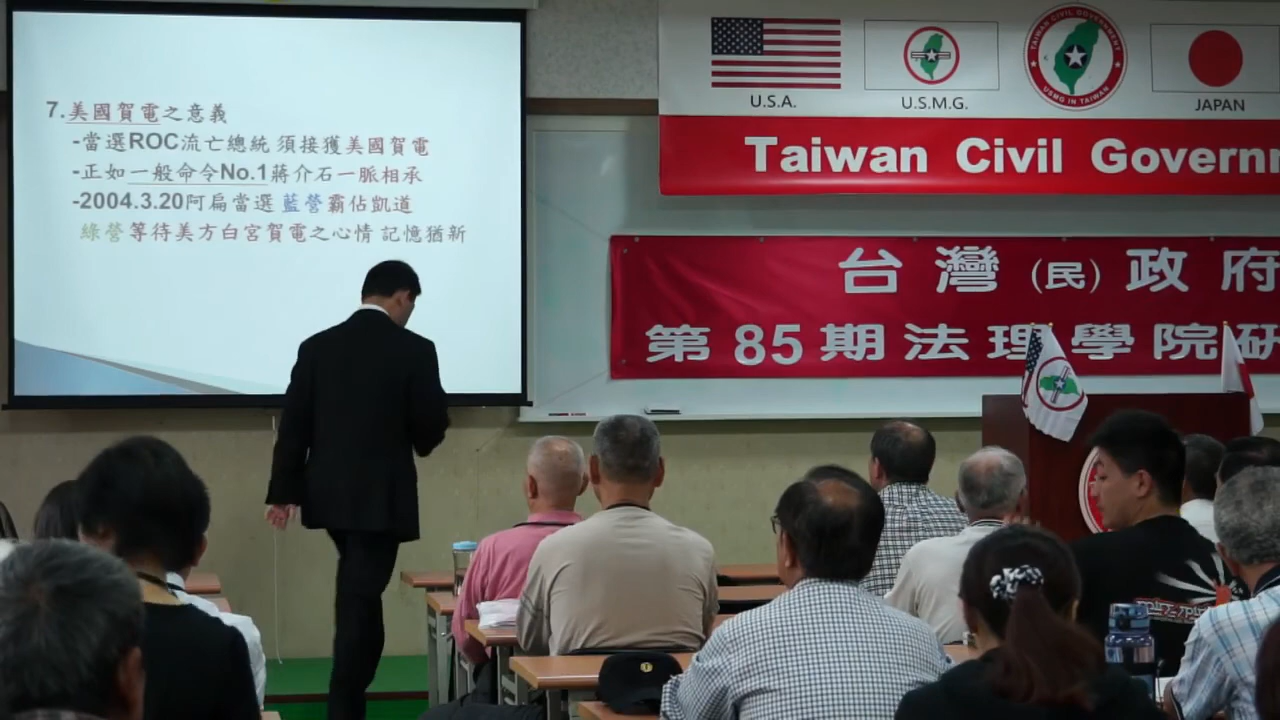 7.美國賀電之意義
-當選ROC流亡總統 須接獲美國賀電
-正如一般命令No.1蔣介石一脈相承
-2004.3.20阿扁當選 藍營霸佔凱道
綠營等待美方白宮賀電之心情 記憶猶新
U.S.A.
U.S.M.G.
TAIWAN CIVIL GOVERNMENT
USMG IN TAIWAN
JAPAN
Taiwan Civil Govern
台灣(民)政府
第85期法理學院研